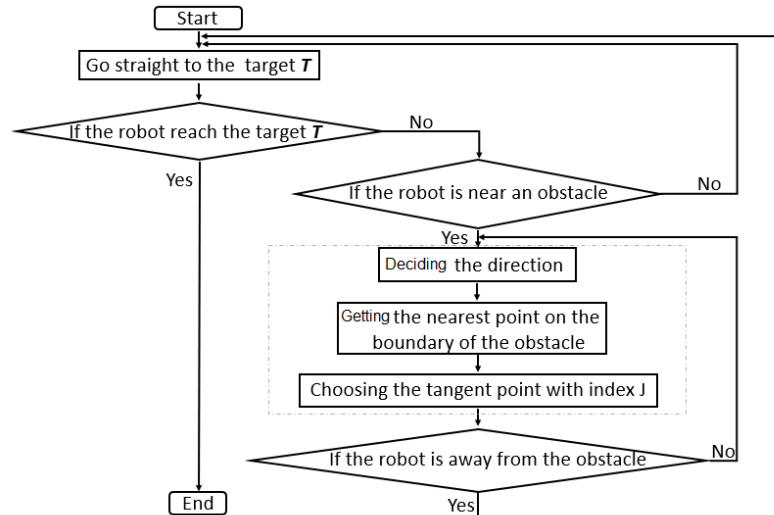 Start
Go straight to the target T
If the robot reach the target T
No
Yes
If the robot is near an obstacle
No
Yes
Deciding the direction
Getting the nearest point on the
boundary of the obstacle
Choosing the tangent point with index J
If the robot is away from the obstacle
No
Yes
End